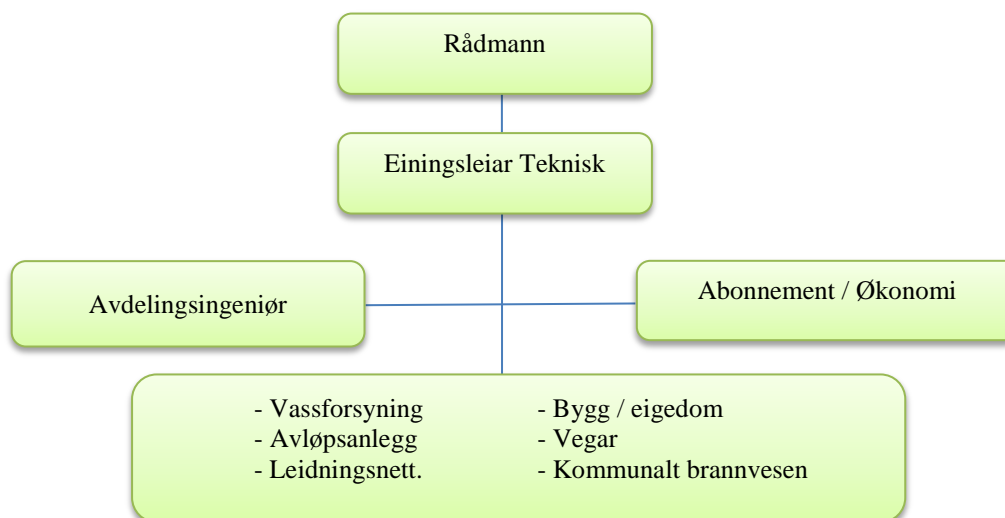 Rådmann
Einingsleiar Teknisk
Avdelingsingeniør
Abonnement / Økonomi
- Vassforsyning
- Avløpsanlegg
- Leidningsnett.
- Bygg / eigedom
- Vegar
- Kommunalt brannvesen